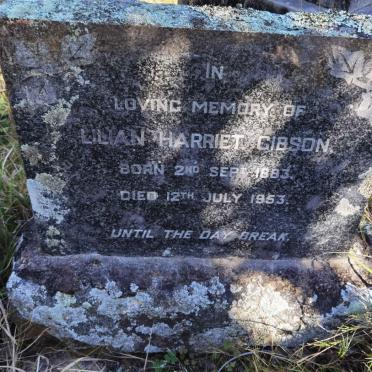 IN
LOVING MEMORY OF
LILIAN HARRIET GIBSON.
BORN 2ND SEPT. 1883.
DIED 12TH JULY 1953.
UNTIL THE DAY BREAK.